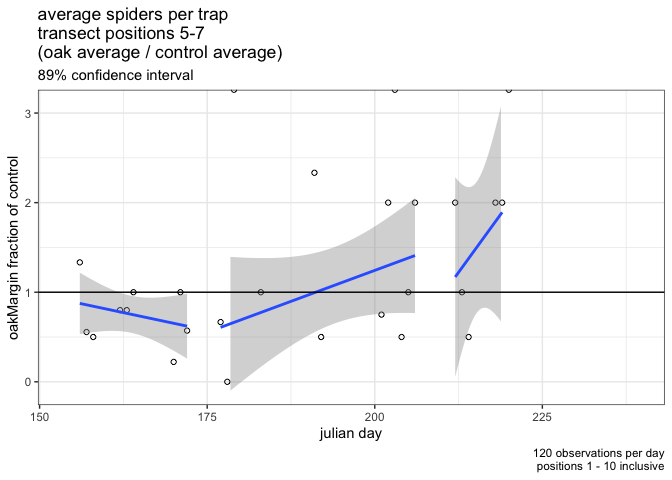 average spiders per trap
transect positions 5-7
(oak average / control average)
89% confidence interval
3
2
1
0
oakMargin fraction of control
150
175
200
225
julian day
120 observations per day
positions 1 - 10 inclusive